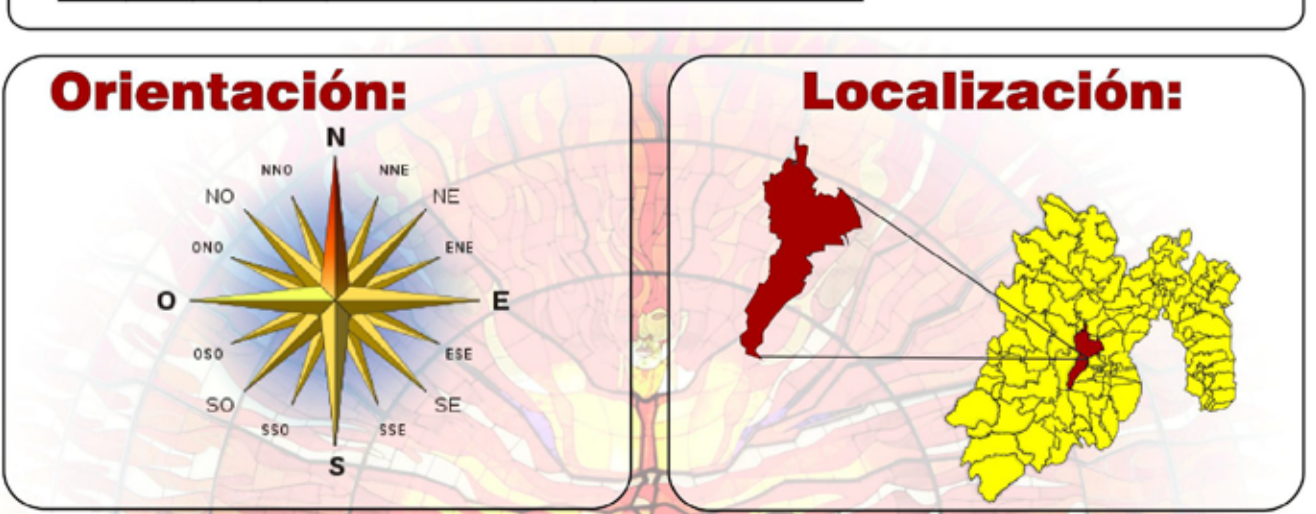 Orientación:
N
NNO
NNE
NO
NE
ONO
ENE
O
E
OSO
ESE
SO
SE
SSO
SSE
S
Localización: